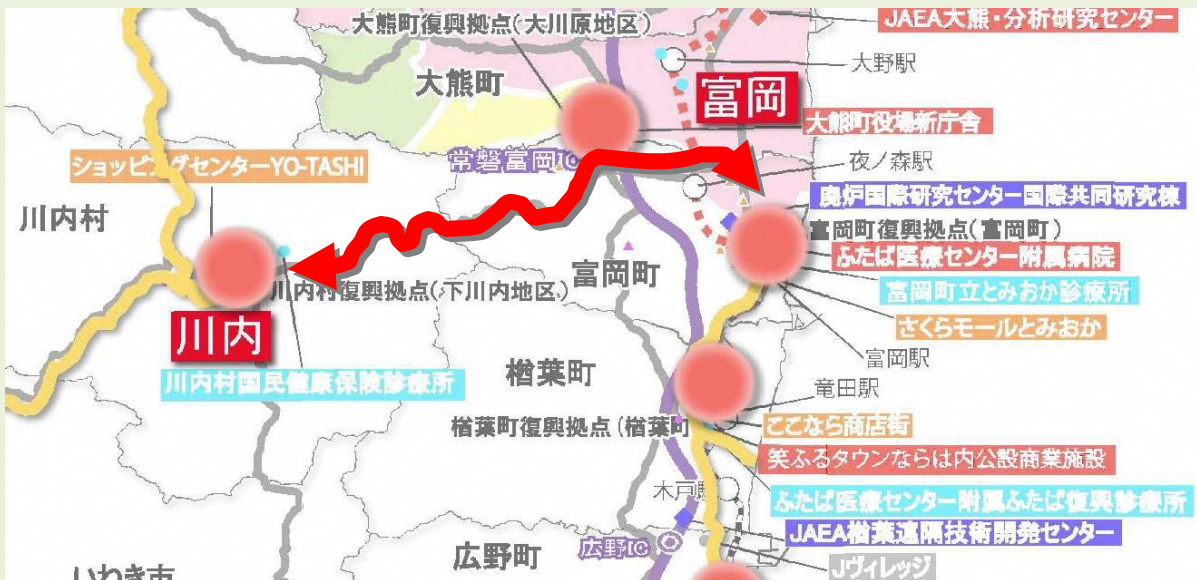 大熊町復興拠点（大川原地区）
JAEA大熊・分析研究センター
大野駅
大熊町
富岡
大熊町役場新庁舎
常磐富岡IC
夜ノ森駅
ショッピングセンターYO-TASHI
廃炉国際研究センター国際共同研究棟
川内村
富岡町復興拠点（富岡町）
ふたば医療センター附属病院
富岡町
川内村復興拠点（下川内地区）
富岡町立とみおか診療所
さくらモールとみおか
川内
富岡駅
川内村国民健康保険診療所
楢葉町
竜田駅
楢葉町復興拠点（楢葉町
ここなら商店街
笑ふるタウンならは内公設商業施設
木戸駅
ふたば医療センター附属ふたば復興診療所
JAEA楢葉遠隔技術開発センター
広野町
広野IC
Jヴィレッジ
いわき市